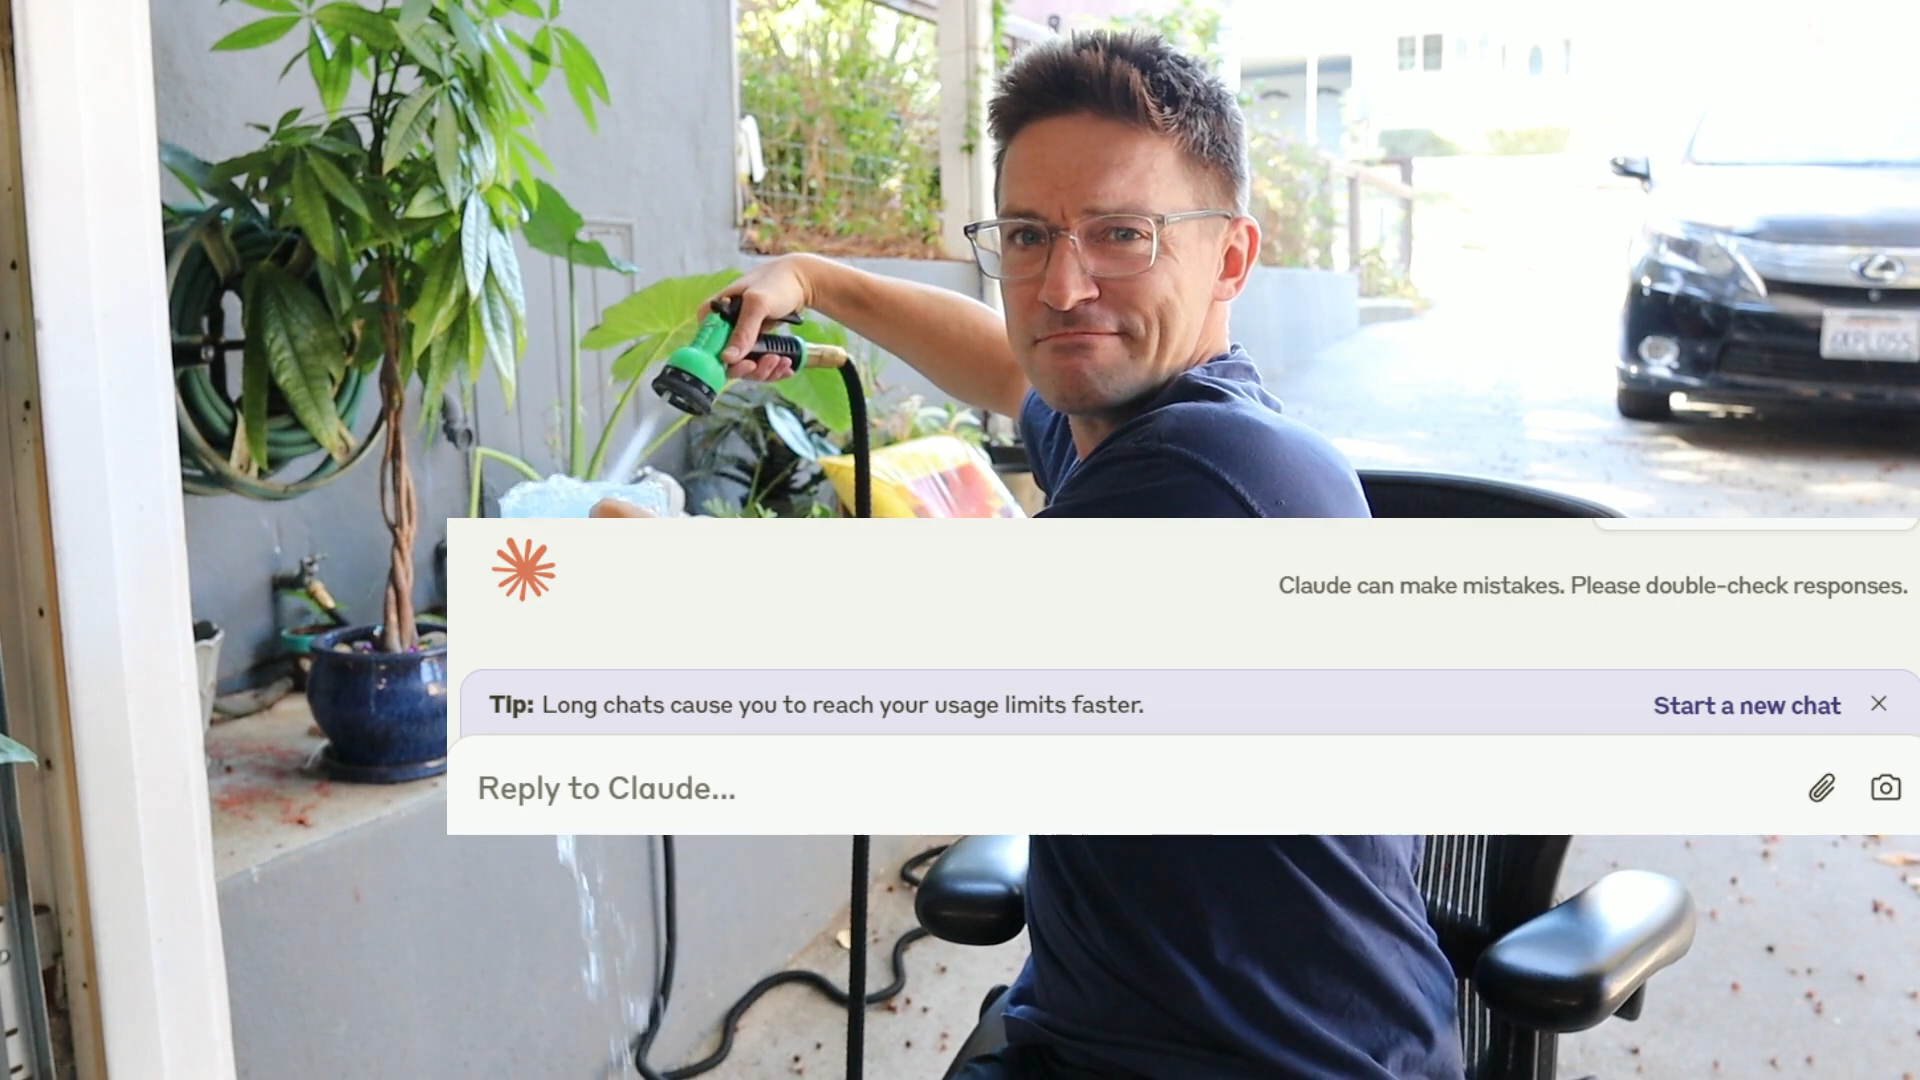 Claude can make mistakes. Please double-check responses.
Tip: Long chats cause you to reach your usage limits faster.
Start a new chat
Reply to Claude...